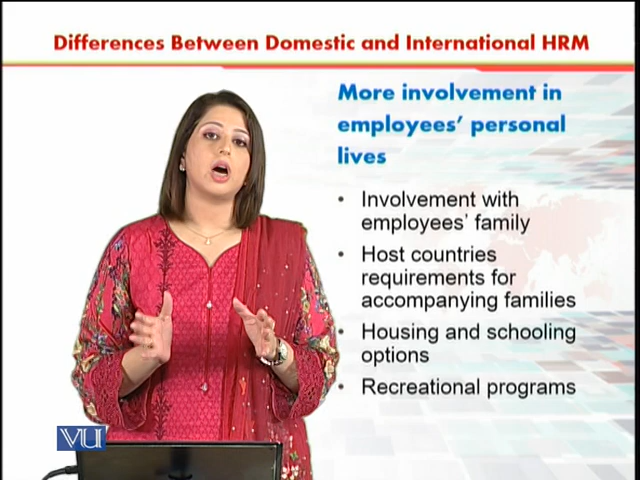 Differences Between Domestic and International HRM
More involvement in
employees’ personal
lives
• Involvement with
employees’ family
• Host countries
requirements for
accompanying families
• Housing and schooling
options
• Recreational programs
VU